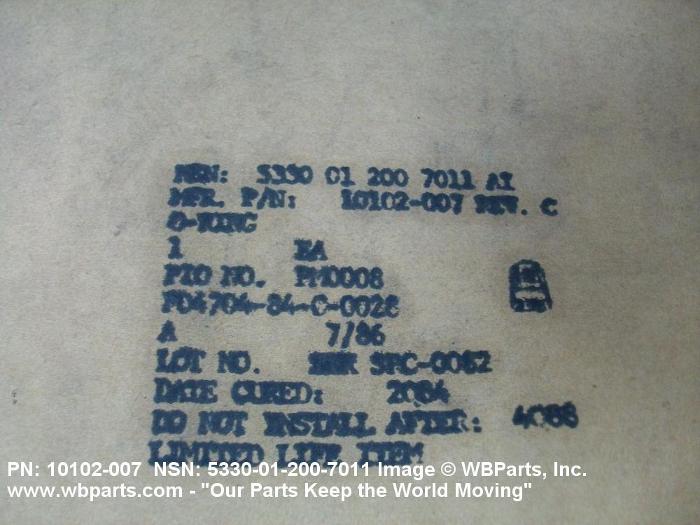 NSN: 5330 01 200 7011 AI
MFR. P/N: 10102-007 REV. C
O-RING
1 EA
PIO NO. PM0008
F04704-84-C-0028
A 7/86
LOT NO. SPC-0082
DATE CURED: 2Q84
DO NOT INSTALL AFTER: 4Q88
LIMITED LIFE ITEM
PN: 10102-007 NSN: 5330-01-200-7011 Image © WBParts, Inc.
www.wbparts.com - "Our Parts Keep the World Moving"